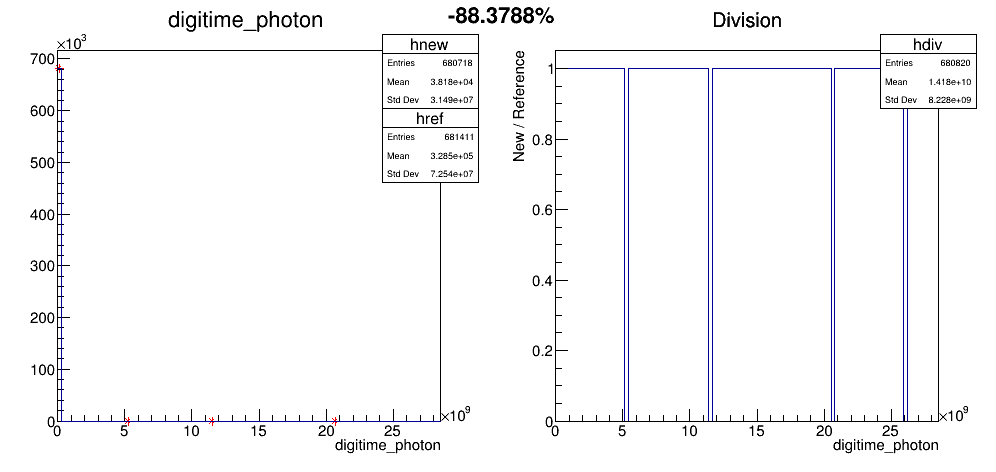 -88.3788%
digitime_photon
×10³
700
600
500
400
300
200
100
0
0 5 10 15 20 25
×10⁹
digitime_photon
hnew
Entries 680718
Mean 3.818e+04
Std Dev 3.149e+07
href
Entries 681411
Mean 3.285e+05
Std Dev 7.254e+07
Division
New / Reference
1
0.8
0.6
0.4
0.2
0
0 5 10 15 20 25
×10⁹
digitime_photon
hdiv
Entries 680820
Mean 1.418e+10
Std Dev 8.228e+09